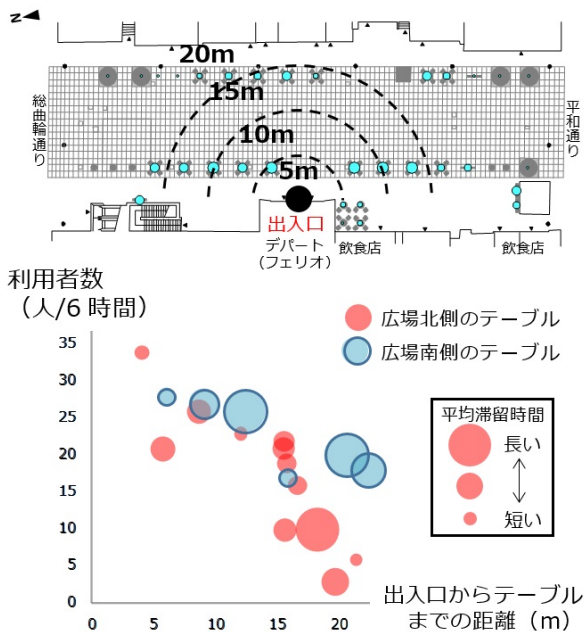 N
20m
15m
10m
5m
総曲輪通り
平和通り
出入口
デパート
(フェリオ)
飲食店
飲食店
利用者数
(人/6 時間)
広場北側のテーブル
広場南側のテーブル
平均滞留時間
長い
短い
35
30
25
20
15
10
5
0
0
5
10
15
20
出入口からテーブル
までの距離(m)